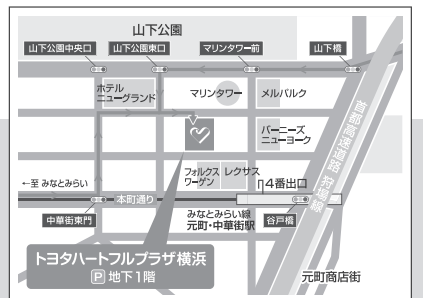 山下公園
山下公園中央口
山下公園東口
マリンタワー前
山下橋
ホテル
ニューグランド
マリンタワー
メルパルク
バーニーズ
ニューヨーク
首都高速道路 狩場線
フォルクス
ワーゲン
レクサス
←至 みなとみらい
本町通り
4番出口
中華街東門
みなとみらい線
元町・中華街駅
谷戸橋
トヨタハートフルプラザ横浜
P 地下1階
元町商店街